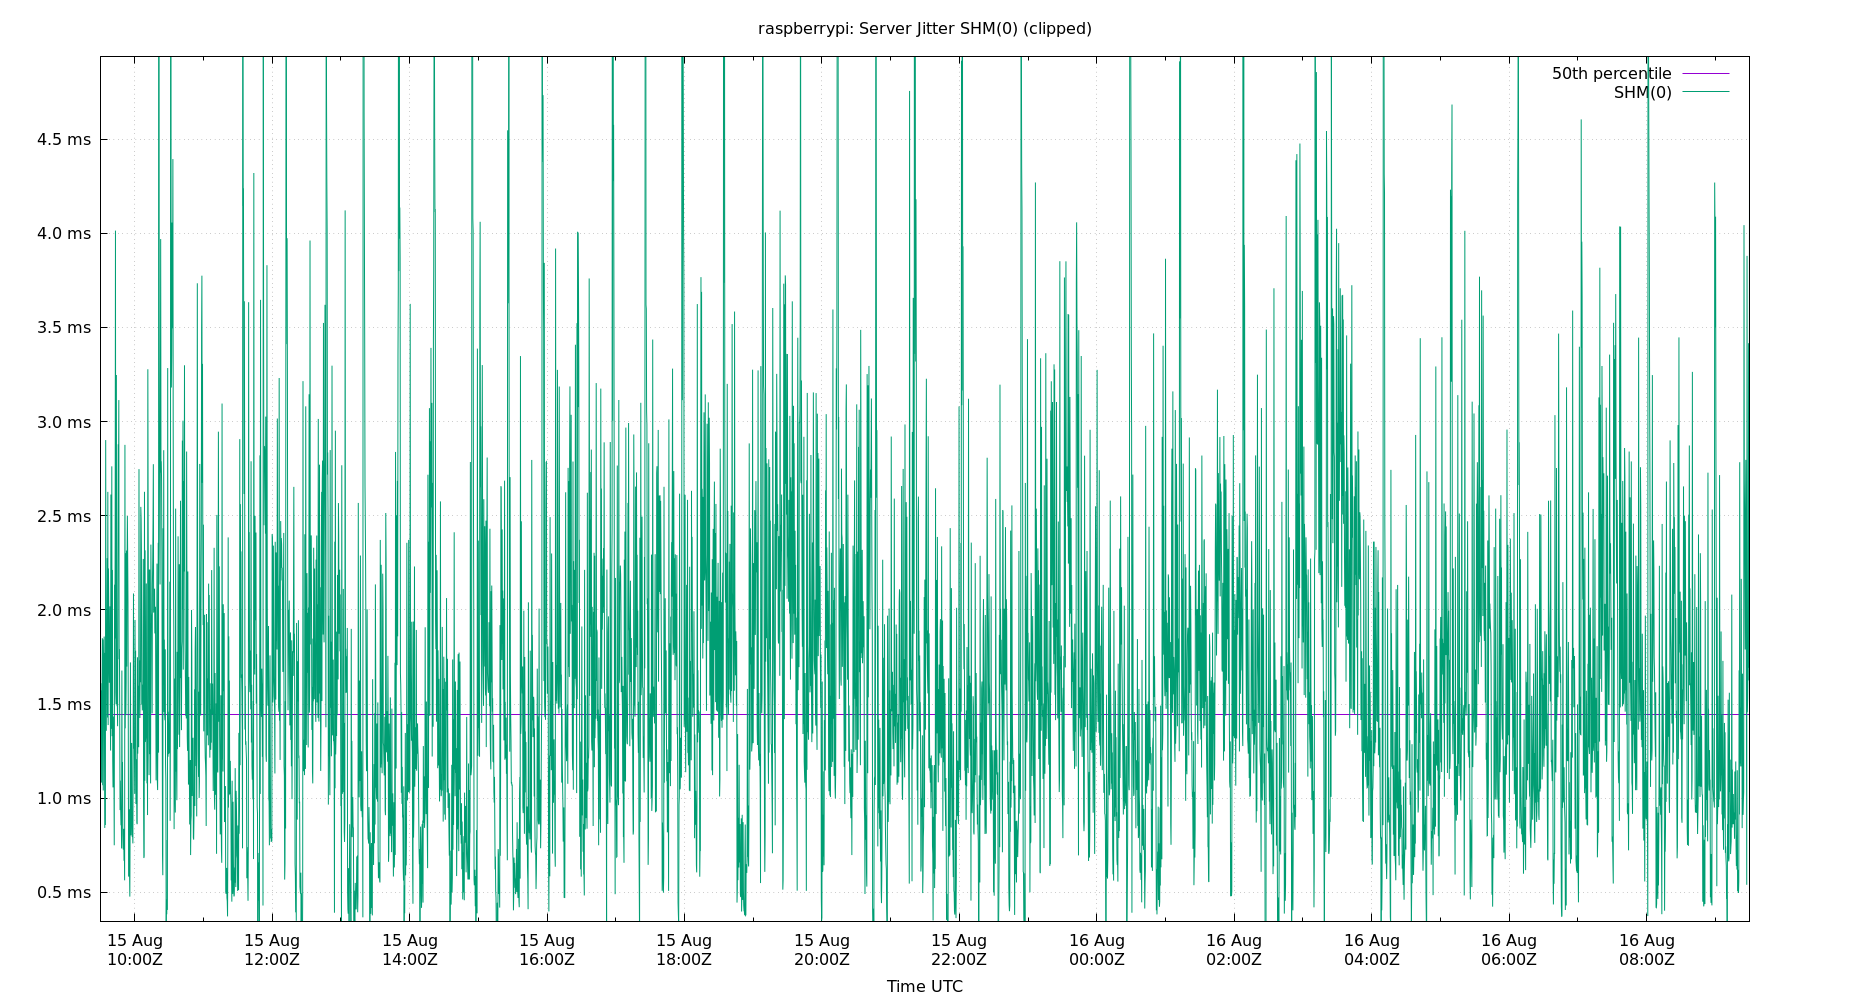 raspberrypi: Server Jitter SHM(0) (clipped)
50th percentile
SHM(0)
4.5 ms
4.0 ms
3.5 ms
3.0 ms
2.5 ms
2.0 ms
1.5 ms
1.0 ms
0.5 ms
15 Aug 15 Aug 15 Aug 15 Aug 15 Aug 15 Aug 15 Aug 16 Aug 16 Aug 16 Aug 16 Aug 16 Aug
10:00Z 12:00Z 14:00Z 16:00Z 18:00Z 20:00Z 22:00Z 00:00Z 02:00Z 04:00Z 06:00Z 08:00Z
Time UTC